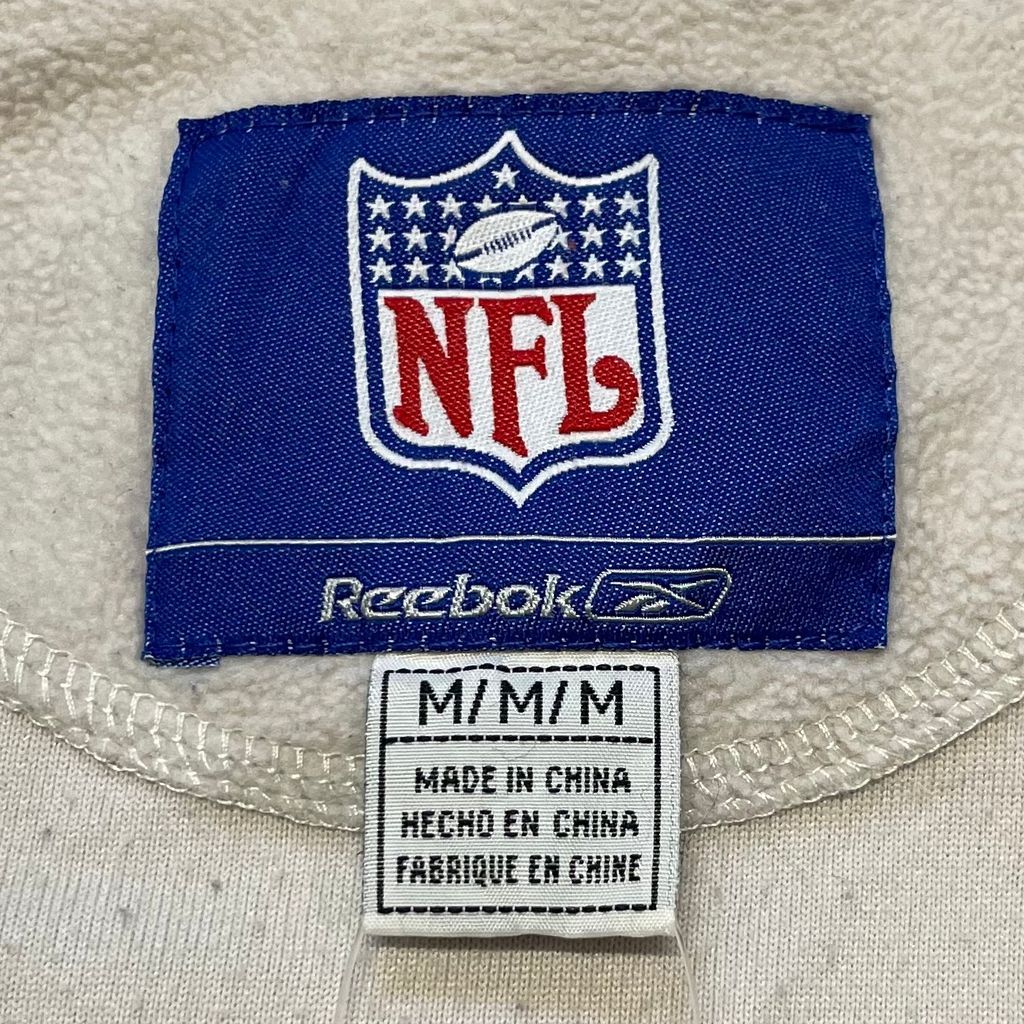 NFL
Reebok
M/M/M
MADE IN CHINA
HECHO EN CHINA
FABRIQUE EN CHINE